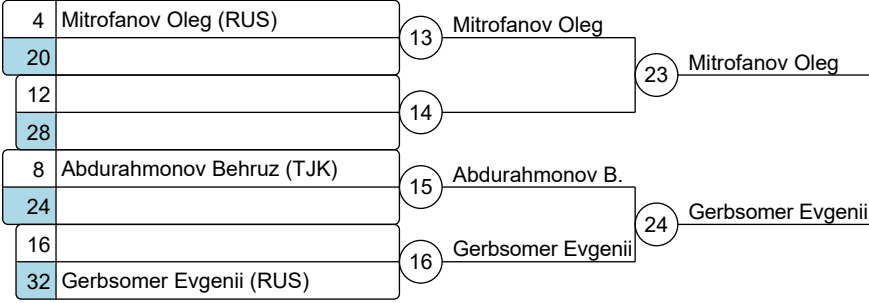 4 Mitrofanov Oleg (RUS)
13 Mitrofanov Oleg
20
23 Mitrofanov Oleg
12
14
28
8 Abdurahmonov Behruz (TJK)
15 Abdurahmonov B.
24
24 Gerbsomer Evgenii
16
16 Gerbsomer Evgenii
32 Gerbsomer Evgenii (RUS)